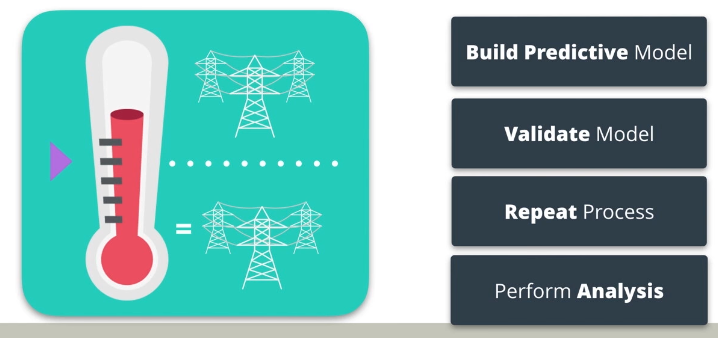 Build Predictive Model
Validate Model
Repeat Process
=
Perform Analysis